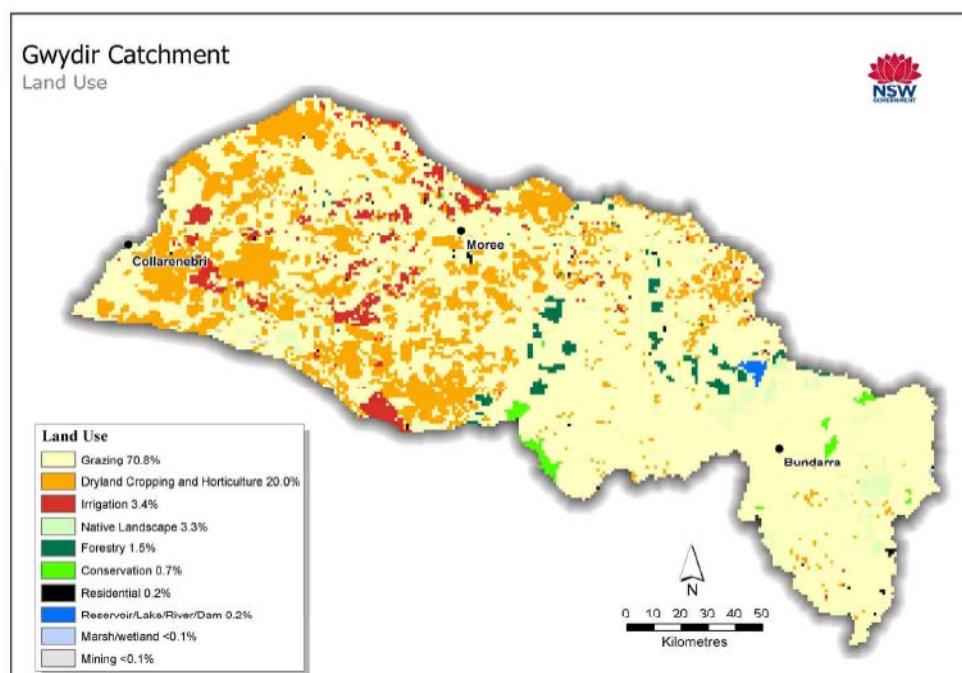 Gwydir Catchment
Land Use
NSW
GOVERNMENT
Moree
Collarenebri
Bundarra
Land Use
Grazing 70.8%
Dryland Cropping and Horticulture 20.0%
Irrigation 3.4%
Native Landscape 3.3%
Forestry 1.5%
Conservation 0.7%
Residential 0.2%
Reservoir/Lake/River/Dam 0.2%
Marsh/wetland <0.1%
Mining <0.1%
N
0 10 20 30 40 50
Kilometres